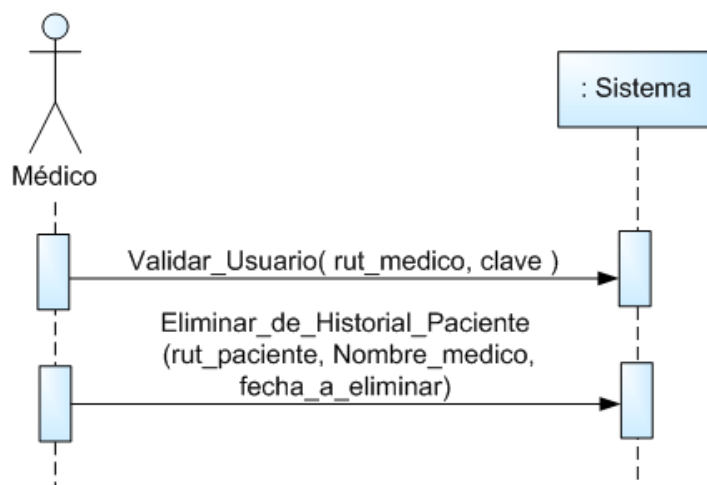 : Sistema
Médico
Validar_Usuario( rut_medico, clave )
Eliminar_de_Historial_Paciente
(rut_paciente, Nombre_medico,
fecha_a_eliminar)